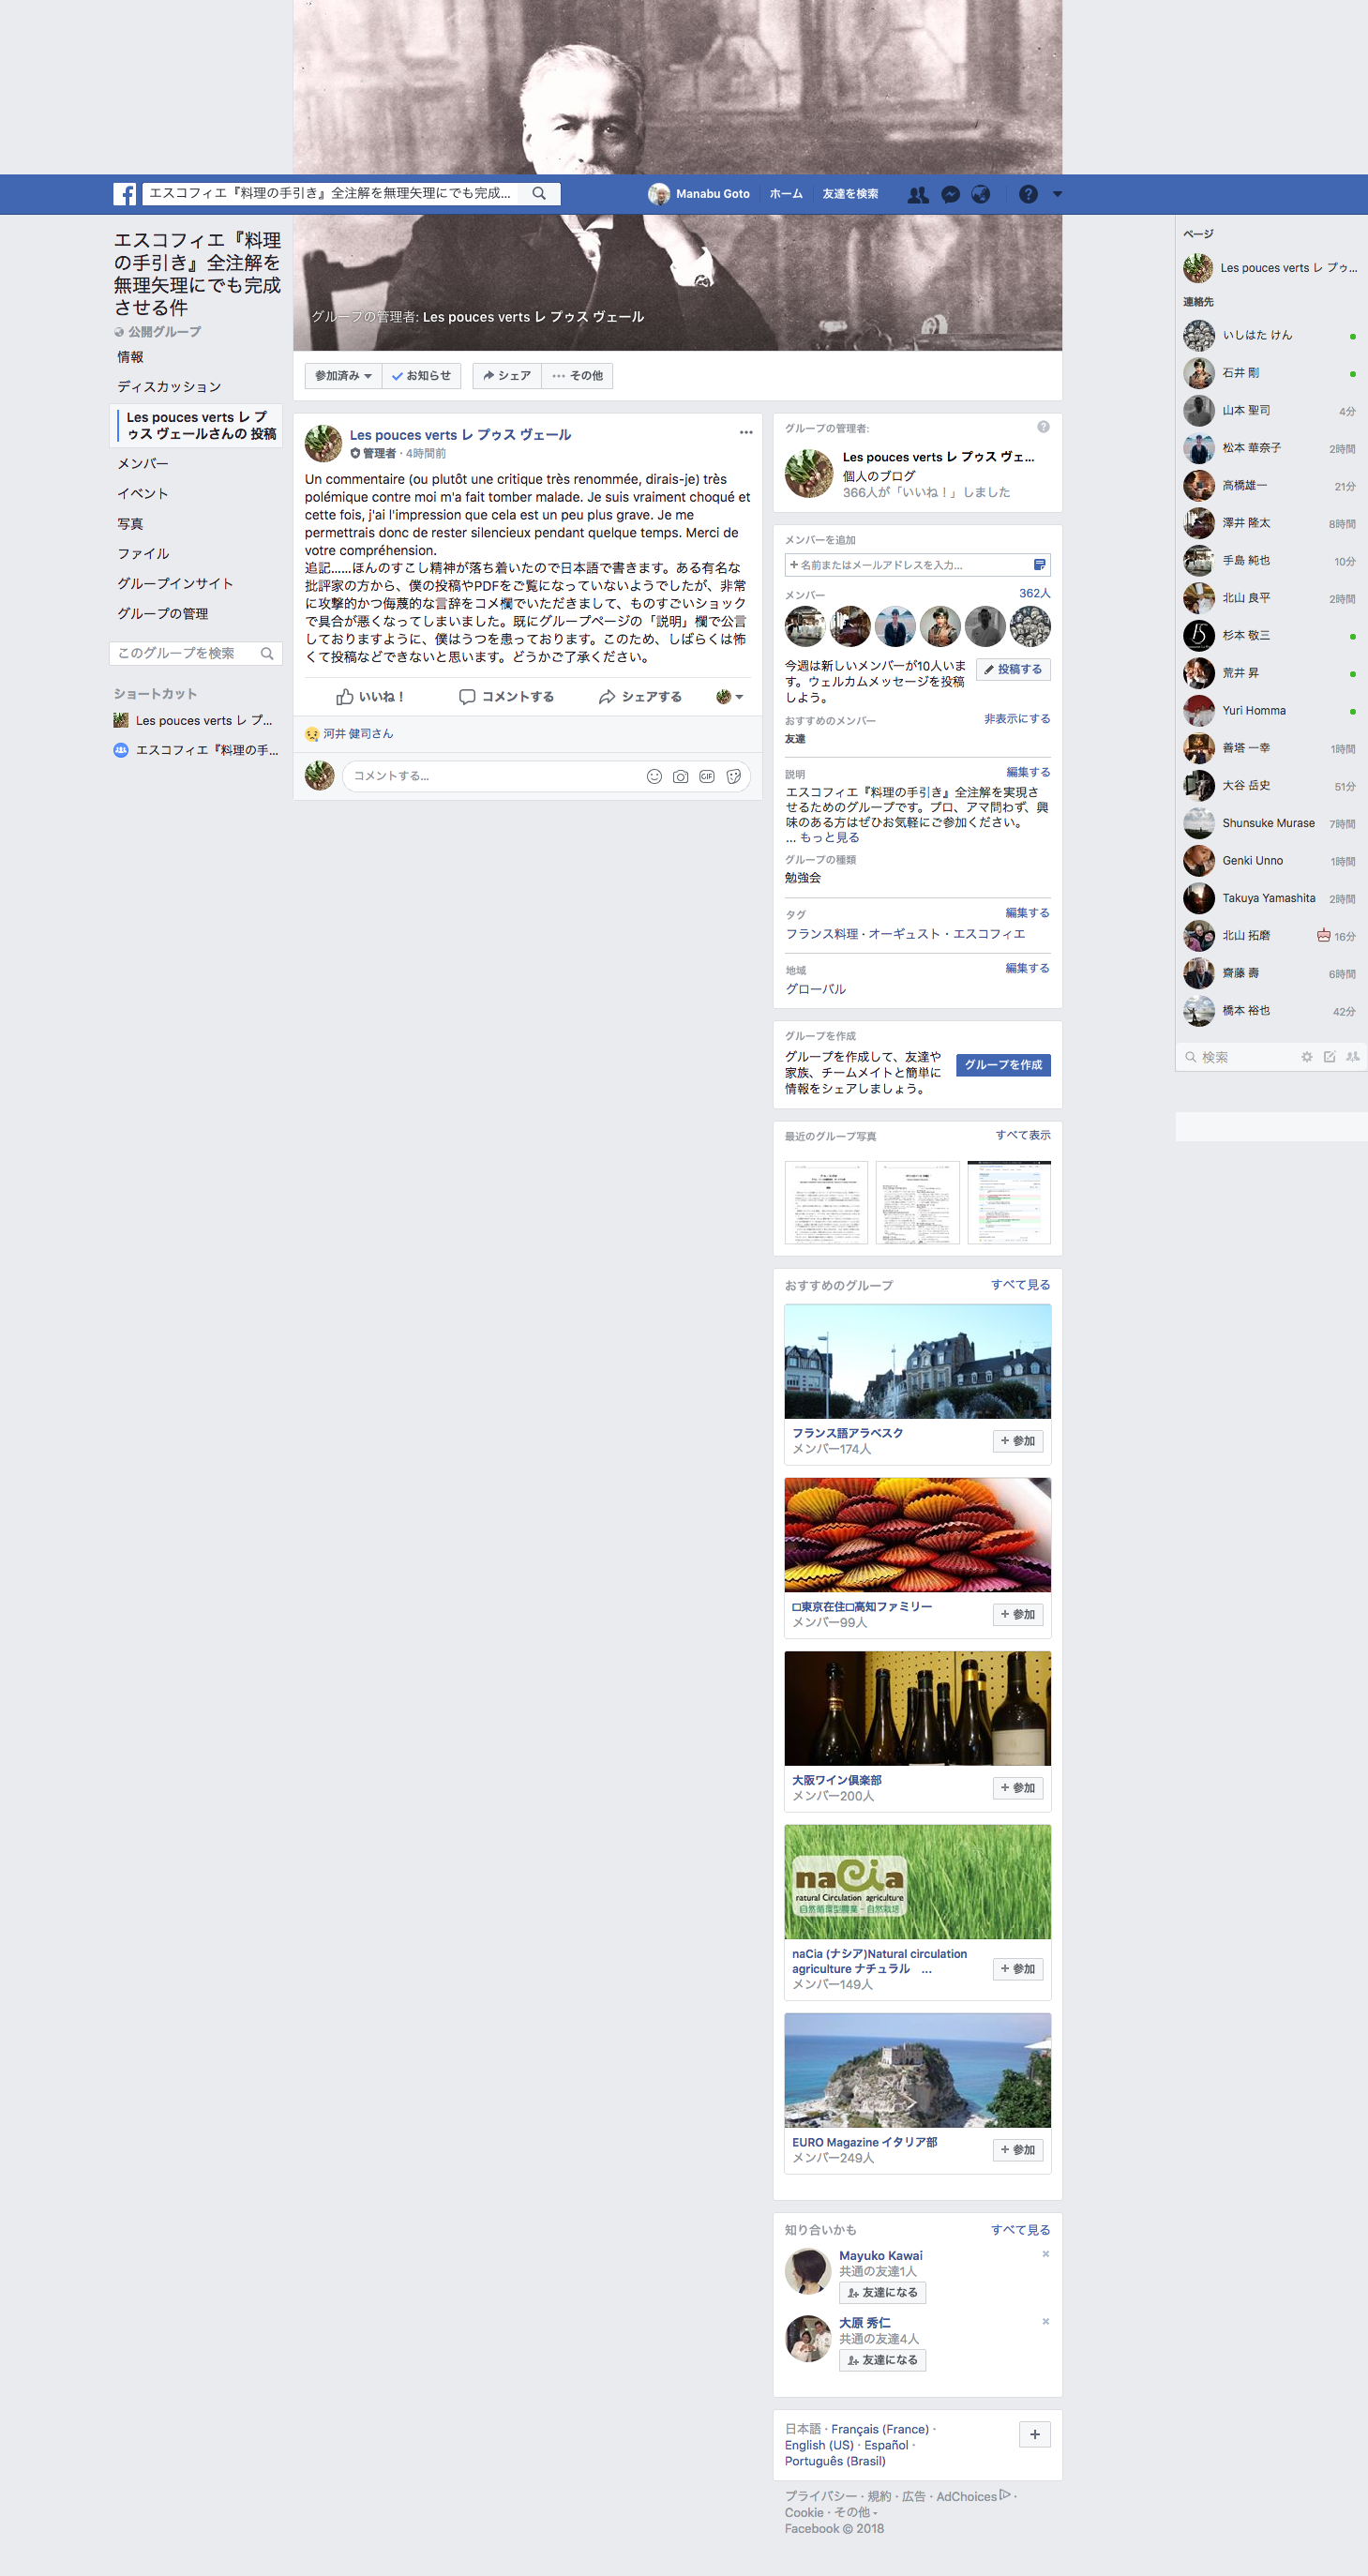 エスコフィエ『料理の手引き』全注解を無理矢理にでも完成...
Manabu Goto
ホーム
友達を検索
エスコフィエ『料理
の手引き』全注解を
無理矢理にでも完成
させる件
公開グループ
情報
ディスカッション
Les pouces verts レ プ
ゥス ヴェールさんの 投稿
メンバー
イベント
写真
ファイル
グループインサイト
グループの管理
このグループを検索
ショートカット
Les pouces verts レ プ...
エスコフィエ『料理の手...
グループの管理者: Les pouces verts レ プゥス ヴェール
参加済み
お知らせ
シェア
その他
Les pouces verts レ プゥス ヴェール
管理者 · 4時間前
Un commentaire (ou plutôt une critique très renommée, dirais-je) très
polémique contre moi m'a fait tomber malade. Je suis vraiment choqué et
cette fois, j'ai l'impression que cela est un peu plus grave. Je me
permettrais donc de rester silencieux pendant quelque temps. Merci de
votre compréhension.
追記......ほんのすこし精神が落ち着いたので日本語で書きます。ある有名な
批評家の方から、僕の投稿やPDFをご覧になっていないようでしたが、非常
に攻撃的かつ侮蔑的な言辞をコメ欄でいただきまして、ものすごいショック
で具合が悪くなってしまいました。既にグループページの「説明」欄で公言
しておりますように、僕はうつを患っております。このため、しばらくは怖
くて投稿などできないと思います。どうかご了承ください。
いいね！
コメントする
シェアする
河井 健司さん
コメントする...
GIF
グループの管理者:
Les pouces verts レ プゥス ヴェ...
個人のブログ
366人が「いいね！」しました
メンバーを追加
+ 名前またはメールアドレスを入力...
メンバー
362人
今週は新しいメンバーが10人いま
す。ウェルカムメッセージを投稿
しよう。
投稿する
おすすめのメンバー
非表示にする
友達
説明
編集する
エスコフィエ『料理の手引き』全注解を実現さ
せるためのグループです。プロ、アマ問わず、興
味のある方はぜひお気軽にご参加ください。
... もっと見る
グループの種類
勉強会
タグ
編集する
フランス料理 · オーギュスト・エスコフィエ
地域
編集する
グローバル
グループを作成
グループを作成して、友達や
家族、チームメイトと簡単に
情報をシェアしましょう。
グループを作成
最近のグループ写真
すべて表示
おすすめのグループ
すべて見る
フランス語アラベスク
メンバー174人
+ 参加
□東京在住□高知ファミリー
メンバー99人
+ 参加
大阪ワイン倶楽部
メンバー200人
+ 参加
naCia
natural Circulation agriculture
自然循環型農業・自然栽培
naCia (ナシア)Natural circulation
agriculture ナチュラル ...
メンバー149人
+ 参加
EURO Magazine イタリア部
メンバー249人
+ 参加
知り合いかも
すべて見る
Mayuko Kawai
共通の友達1人
友達になる
大原 秀仁
共通の友達4人
友達になる
日本語 · Français (France) ·
English (US) · Español ·
Português (Brasil)
プライバシー · 規約 · 広告 · AdChoices ·
Cookie · その他
Facebook © 2018
ページ
Les pouces verts レ プゥ...
連絡先
いしはた けん
石井 剛
山本 聖司 4分
松本 華奈子 2時間
高橋雄一 21分
澤井 隆太 8時間
手島 純也 10分
北山 良平 2時間
杉本 敬三
荒井 昇
Yuri Homma
善塔 一幸 1時間
大谷 岳史 51分
Shunsuke Murase 7時間
Genki Unno 1時間
Takuya Yamashita 2時間
北山 拓磨 16分
齋藤 壽 6時間
橋本 裕也 42分
検索